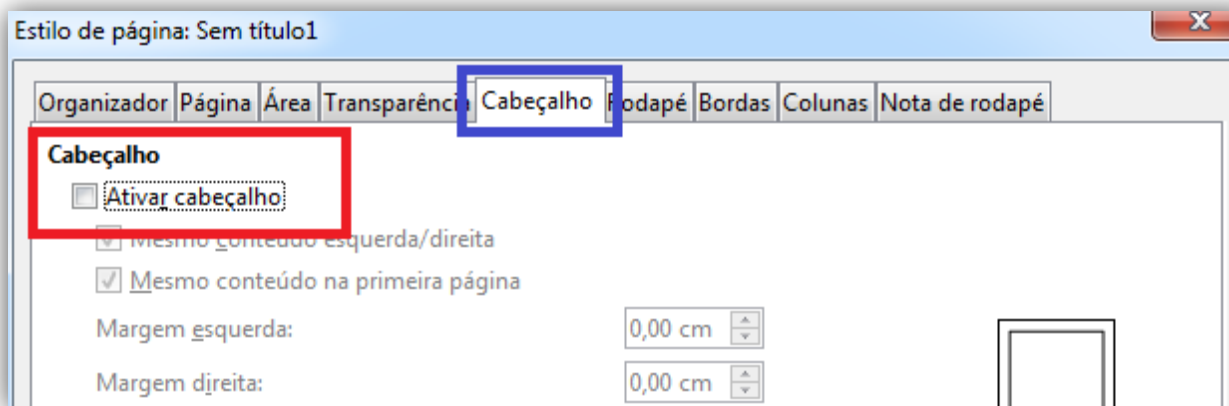 Estilo de página: Sem título1
Organizador Página Área Transparência Cabeçalho Rodapé Bordas Colunas Nota de rodapé
Cabeçalho
Ativar cabeçalho
Mesmo conteúdo esquerda/direita
Mesmo conteúdo na primeira página
Margem esquerda: 0,00 cm
Margem direita: 0,00 cm